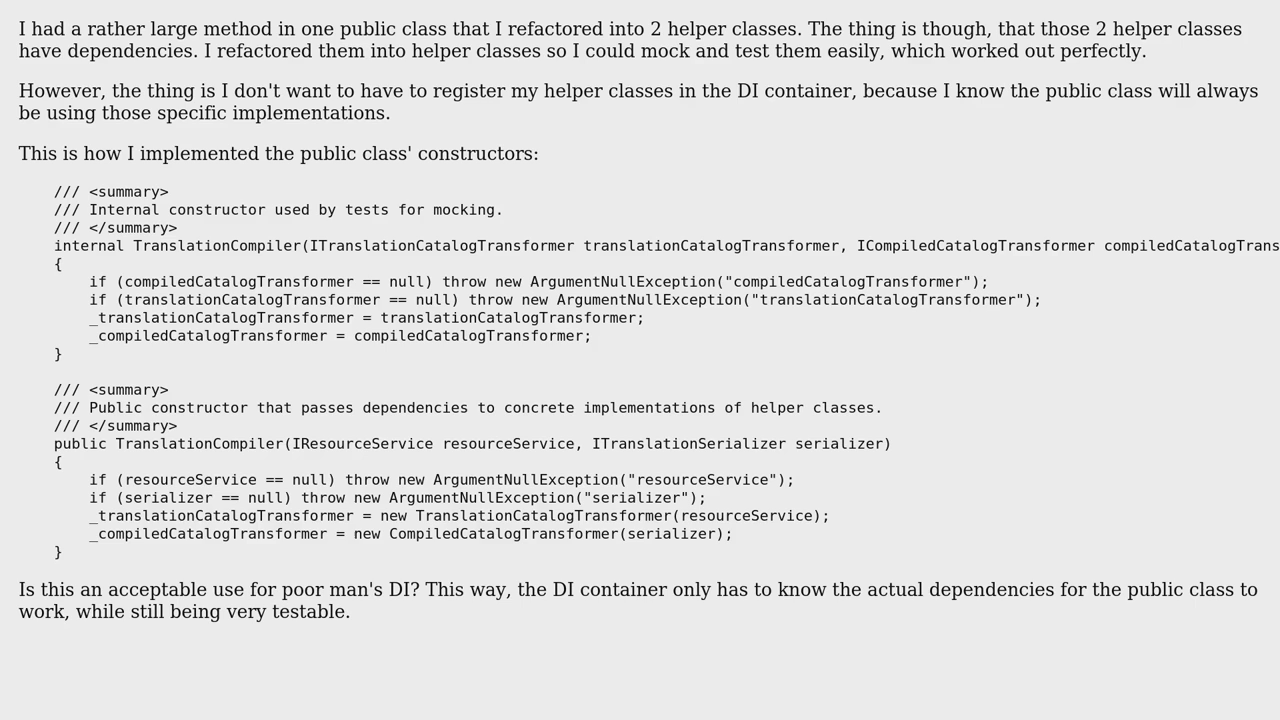 I had a rather large method in one public class that I refactored into 2 helper classes. The thing is though, that those 2 helper classes
have dependencies. I refactored them into helper classes so I could mock and test them easily, which worked out perfectly.
However, the thing is I don't want to have to register my helper classes in the DI container, because I know the public class will always
be using those specific implementations.
This is how I implemented the public class' constructors:
/// <summary>
/// Internal constructor used by tests for mocking.
/// </summary>
internal TranslationCompiler(ITranslationCatalogTransformer translationCatalogTransformer, ICompiledCatalogTransformer compiledCatalogTrans
{
if (compiledCatalogTransformer == null) throw new ArgumentNullException("compiledCatalogTransformer");
if (translationCatalogTransformer == null) throw new ArgumentNullException("translationCatalogTransformer");
_translationCatalogTransformer = translationCatalogTransformer;
_compiledCatalogTransformer = compiledCatalogTransformer;
}
/// <summary>
/// Public constructor that passes dependencies to concrete implementations of helper classes.
/// </summary>
public TranslationCompiler(IResourceService resourceService, ITranslationSerializer serializer)
{
if (resourceService == null) throw new ArgumentNullException("resourceService");
if (serializer == null) throw new ArgumentNullException("serializer");
_translationCatalogTransformer = new TranslationCatalogTransformer(resourceService);
_compiledCatalogTransformer = new CompiledCatalogTransformer(serializer);
}
Is this an acceptable use for poor man's DI? This way, the DI container only has to know the actual dependencies for the public class to
work, while still being very testable.